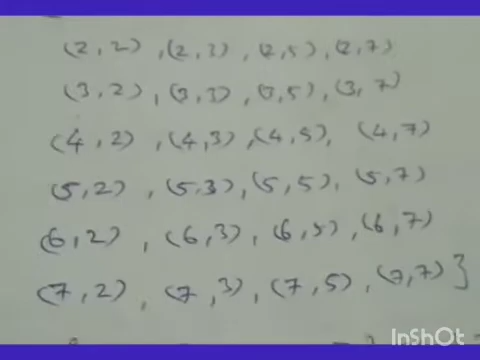 (2,2) ,(2,3) , (2,5) , (2,7)
(3,2) , (3,3) , (3,5) , (3,7)
(4,2) , (4,3) , (4,5) , (4,7)
(5,2) , (5.3) , (5,5) , (5,7)
(6,2) , (6,3) , (6,5) , (6,7)
(7,2) , (7,3) , (7,5) , (7,7) }
InShOt